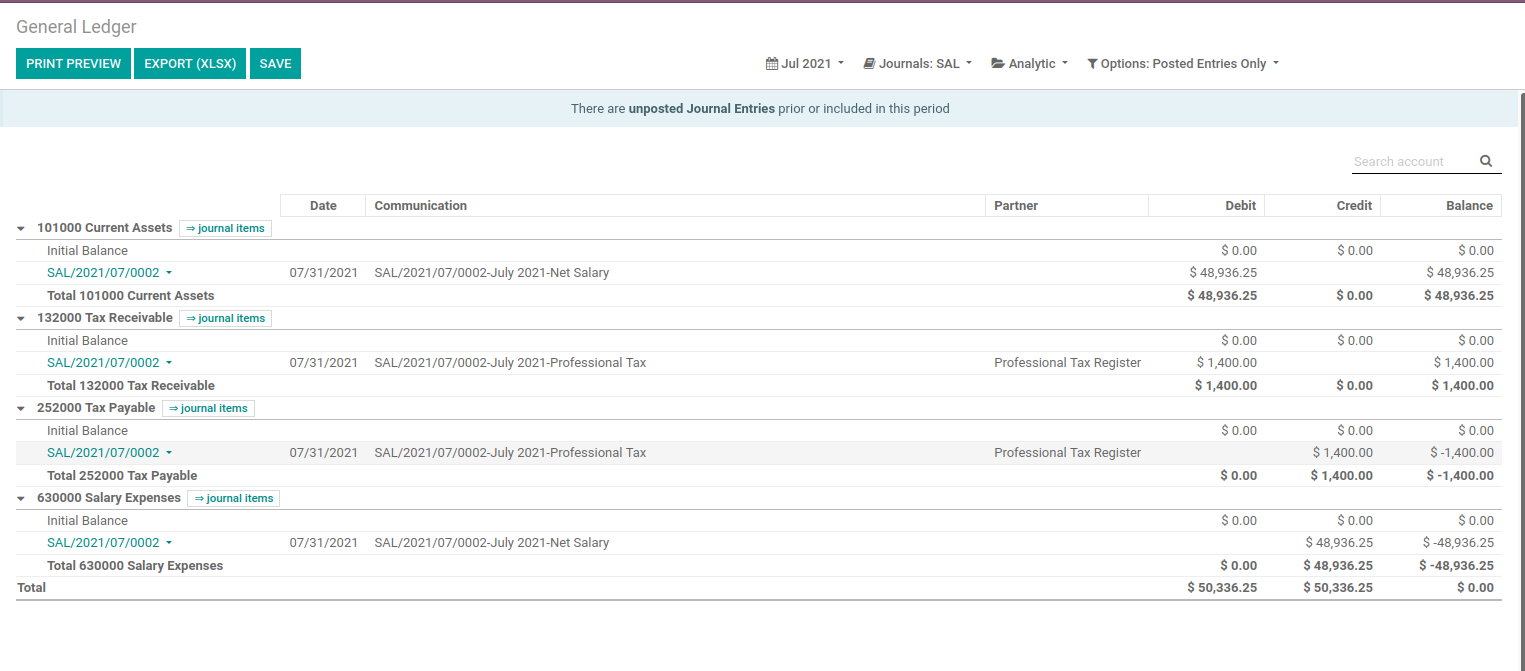 General Ledger
PRINT PREVIEW EXPORT (XLSX) SAVE Jul 2021 Journals: SAL Analytic Options: Posted Entries Only
There are unposted Journal Entries prior or included in this period
Search account
Date Communication Partner Debit Credit Balance
101000 Current Assets ⇒ journal items
Initial Balance $ 0.00 $ 0.00 $ 0.00
SAL/2021/07/0002 07/31/2021 SAL/2021/07/0002-July 2021-Net Salary $ 48,936.25 $ 48,936.25
Total 101000 Current Assets $ 48,936.25 $ 0.00 $ 48,936.25
132000 Tax Receivable ⇒ journal items
Initial Balance $ 0.00 $ 0.00 $ 0.00
SAL/2021/07/0002 07/31/2021 SAL/2021/07/0002-July 2021-Professional Tax Professional Tax Register $ 1,400.00 $ 1,400.00
Total 132000 Tax Receivable $ 1,400.00 $ 0.00 $ 1,400.00
252000 Tax Payable ⇒ journal items
Initial Balance $ 0.00 $ 0.00 $ 0.00
SAL/2021/07/0002 07/31/2021 SAL/2021/07/0002-July 2021-Professional Tax Professional Tax Register $ 1,400.00 $ -1,400.00
Total 252000 Tax Payable $ 0.00 $ 1,400.00 $ -1,400.00
630000 Salary Expenses ⇒ journal items
Initial Balance $ 0.00 $ 0.00 $ 0.00
SAL/2021/07/0002 07/31/2021 SAL/2021/07/0002-July 2021-Net Salary $ 48,936.25 $ -48,936.25
Total 630000 Salary Expenses $ 0.00 $ 48,936.25 $ -48,936.25
Total $ 50,336.25 $ 50,336.25 $ 0.00